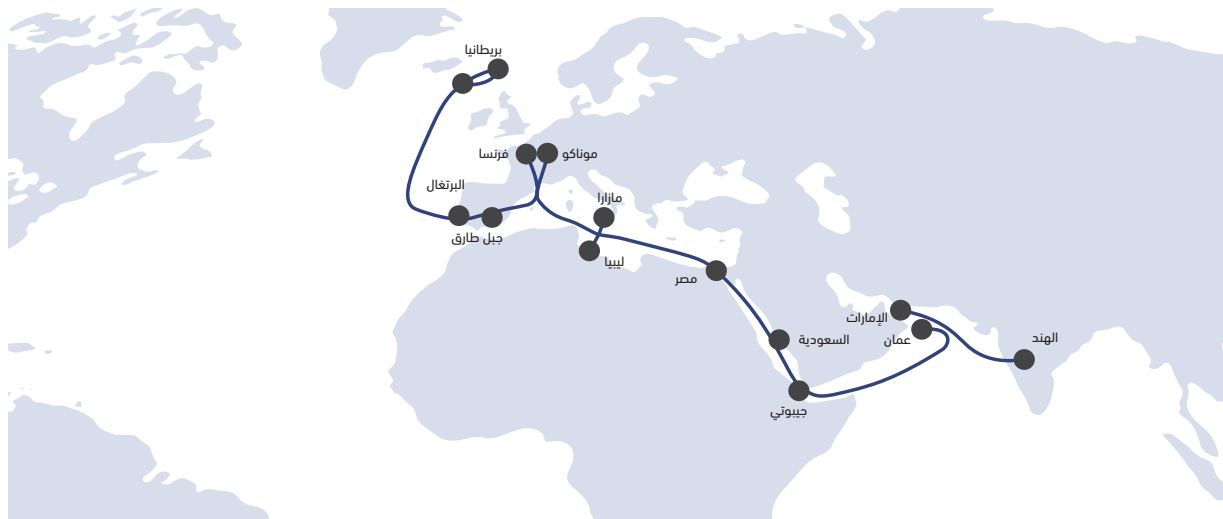 بريطانيا
موناكو
فرنسا
البرتغال
مازارا
جبل طارق
ليبيا
مصر
الإمارات
الهند
عمان
السعودية
جيبوتي